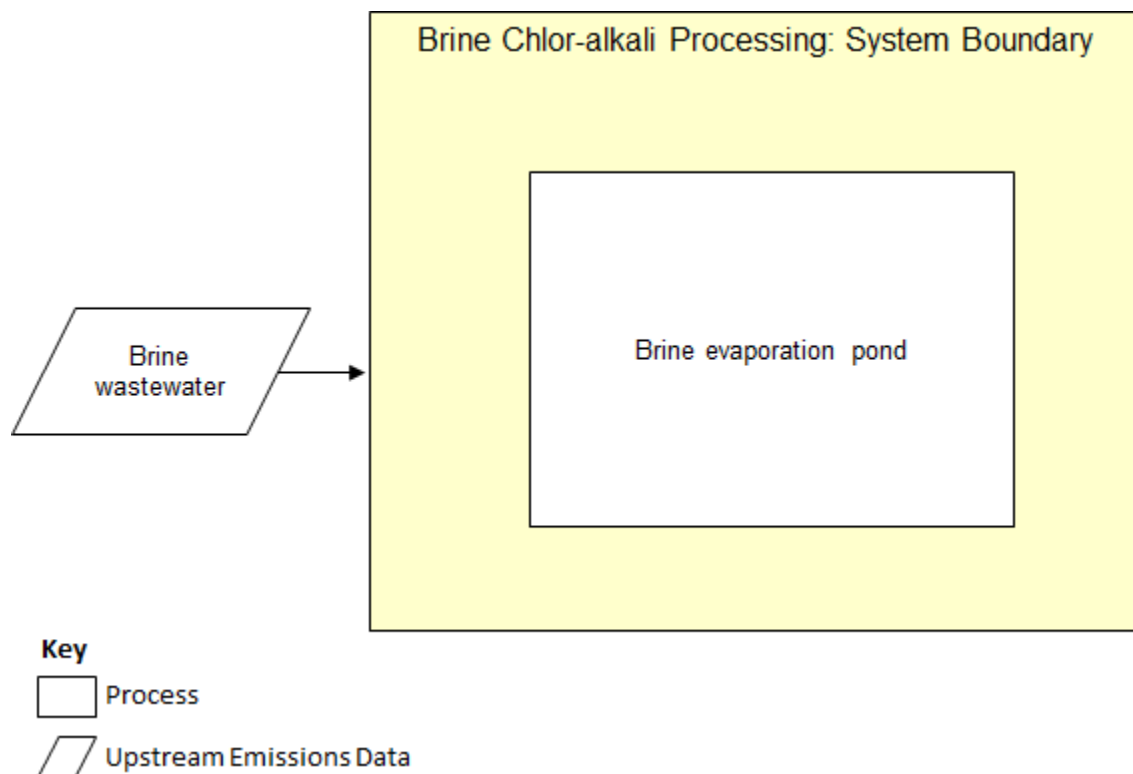 Brine Chlor-alkali Processing: System Boundary
Brine
wastewater
Brine evaporation pond
Key
Process
Upstream Emissions Data